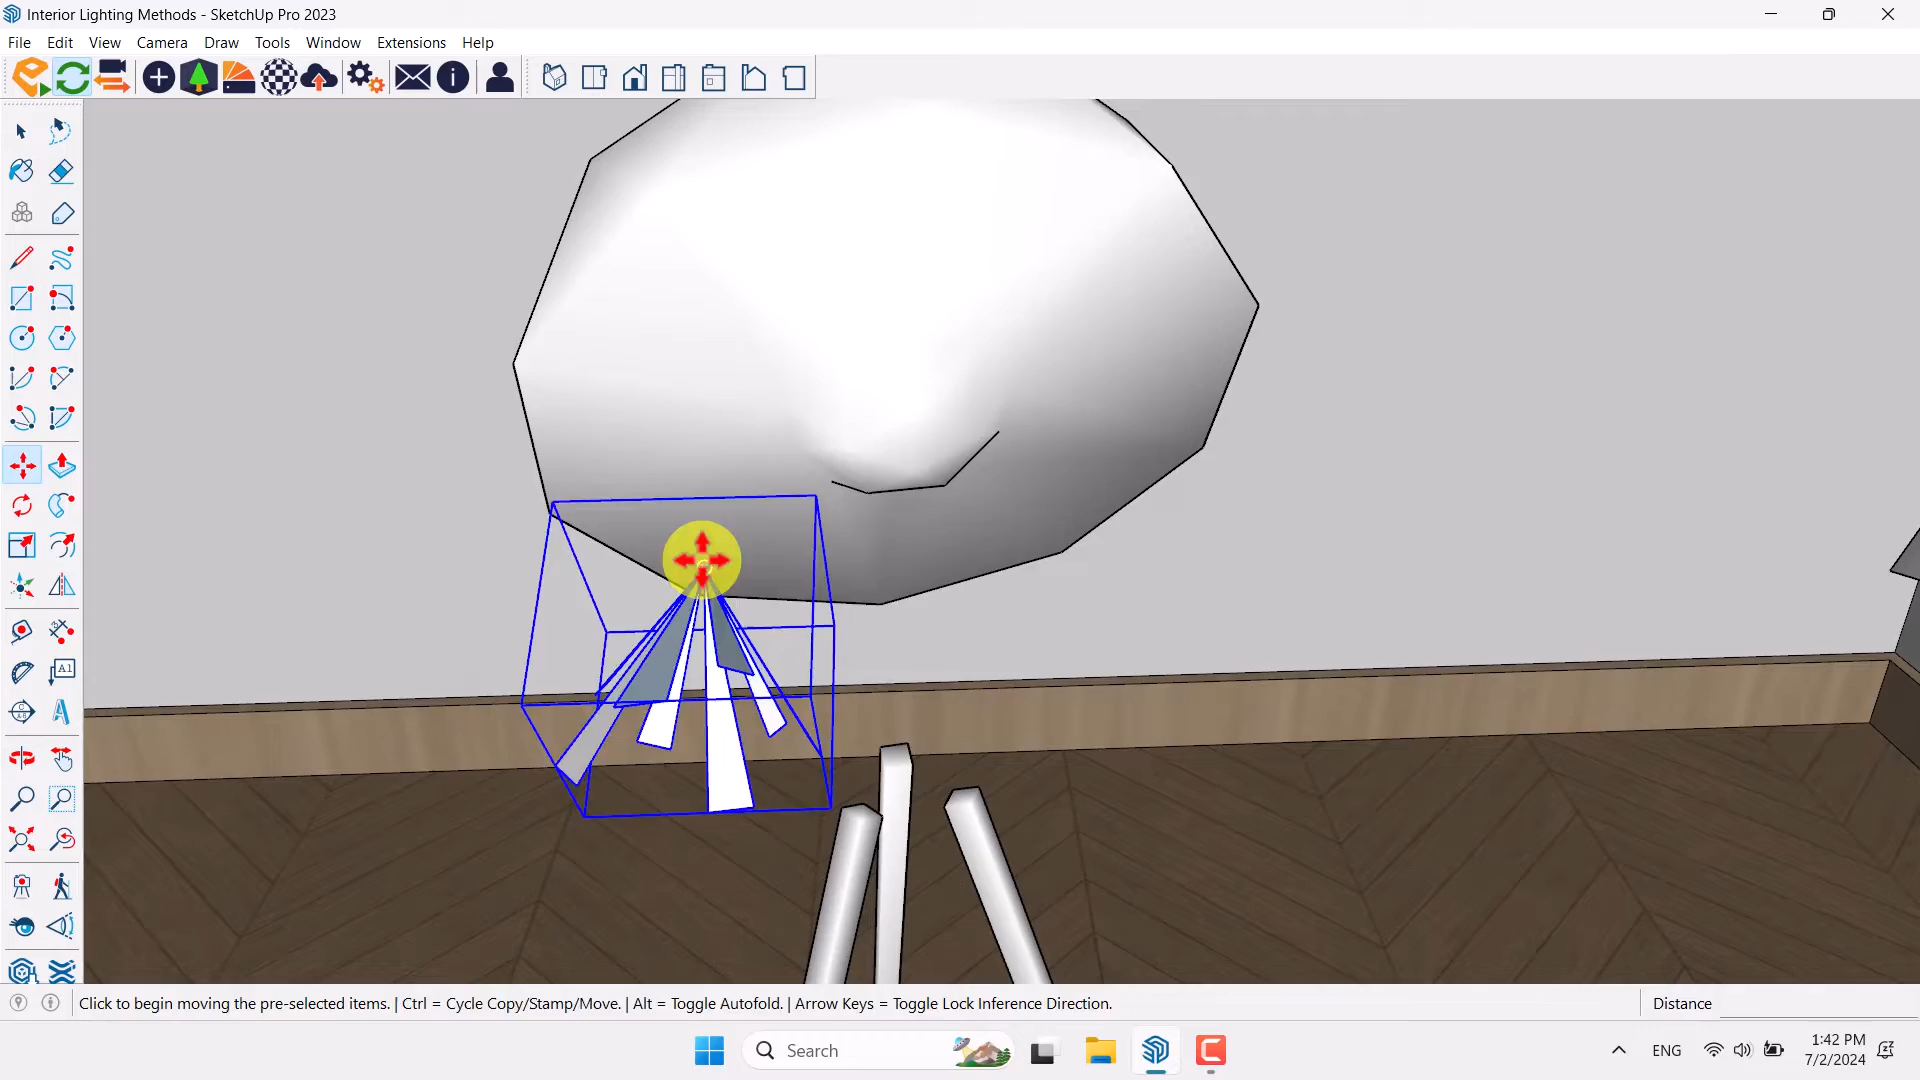 Interior Lighting Methods - SketchUp Pro 2023
File Edit View Camera Draw Tools Window Extensions Help
A1
Click to begin moving the pre-selected items. | Ctrl = Cycle Copy/Stamp/Move. | Alt = Toggle Autofold. | Arrow Keys = Toggle Lock Inference Direction.
Distance
Search
ENG
1:42 PM
7/2/2024